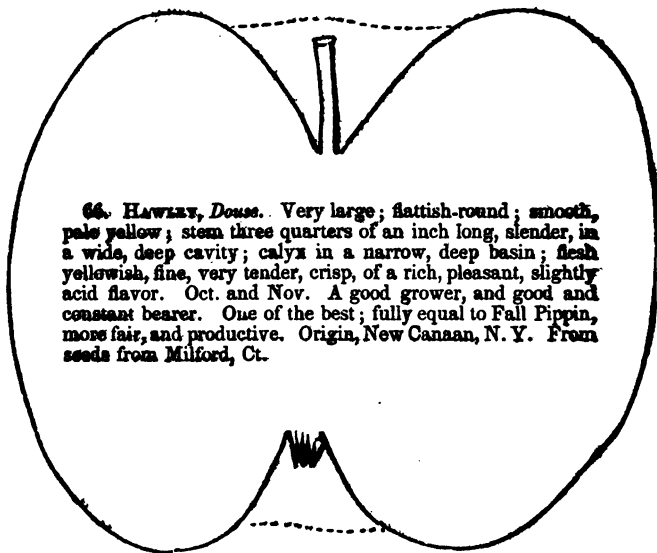 66. HAWLEY, Douse. Very large; flattish-round; smooth,
pale yellow; stem three quarters of an inch long, slender, in
a wide, deep cavity; calyx in a narrow, deep basin; flesh
yellowish, fine, very tender, crisp, of a rich, pleasant, slightly
acid flavor. Oct. and Nov. A good grower, and good and
constant bearer. One of the best; fully equal to Fall Pippin,
more fair, and productive. Origin, New Canaan, N. Y. From
seeds from Milford, Ct.